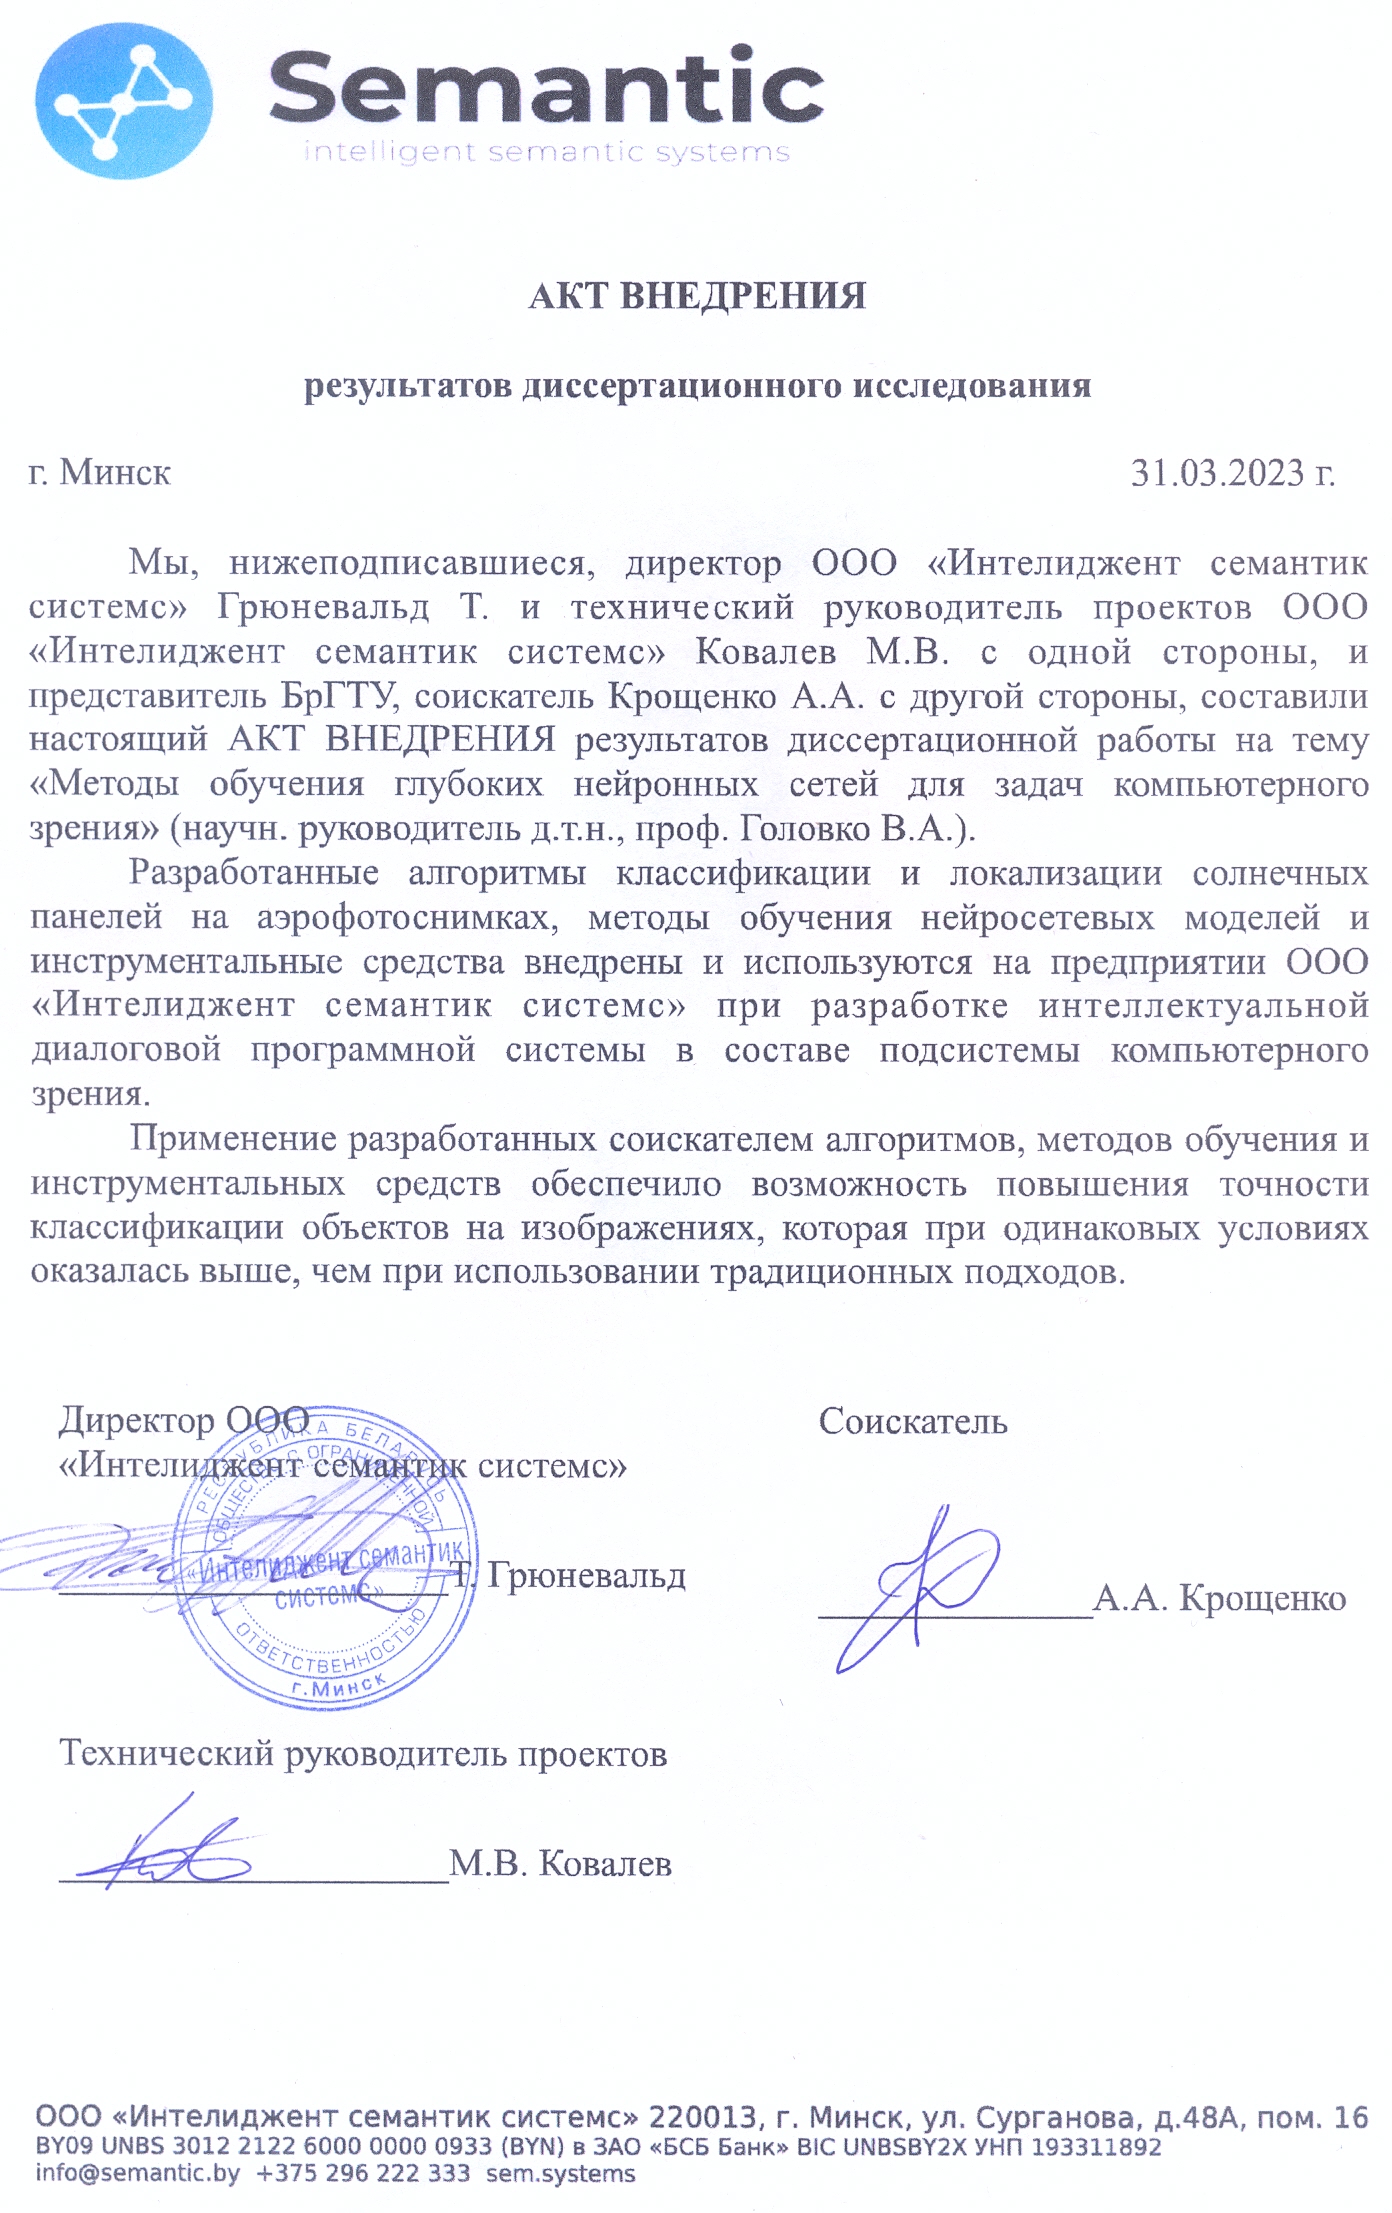 Semantic
intelligent semantic systems
АКТ ВНЕДРЕНИЯ
результатов диссертационного исследования
г. Минск 31.03.2023 г.
Мы, нижеподписавшиеся, директор ООО «Интелиджент семантик
системс» Грюневальд Т. и технический руководитель проектов ООО
«Интелиджент семантик системс» Ковалев М.В. с одной стороны, и
представитель БрГТУ, соискатель Крощенко А.А. с другой стороны, составили
настоящий АКТ ВНЕДРЕНИЯ результатов диссертационной работы на тему
«Методы обучения глубоких нейронных сетей для задач компьютерного
зрения» (научн. руководитель д.т.н., проф. Головко В.А.).
Разработанные алгоритмы классификации и локализации солнечных
панелей на аэрофотоснимках, методы обучения нейросетевых моделей и
инструментальные средства внедрены и используются на предприятии ООО
«Интелиджент семантик системс» при разработке интеллектуальной
диалоговой программной системы в составе подсистемы компьютерного
зрения.
Применение разработанных соискателем алгоритмов, методов обучения и
инструментальных средств обеспечило возможность повышения точности
классификации объектов на изображениях, которая при одинаковых условиях
оказалась выше, чем при использовании традиционных подходов.
Директор ООО
«Интелиджент семантик системс»
Т. Грюневальд
РЕСПУБЛИКА БЕЛАРУСЬ
ОБЩЕСТВО С ОГРАНИЧЕННОЙ
«Интелиджент семантик
системс»
ОТВЕТСТВЕННОСТЬЮ
г.Минск
Соискатель
А.А. Крощенко
Технический руководитель проектов
М.В. Ковалев
ООО «Интелиджент семантик системс» 220013, г. Минск, ул. Сурганова, д.48А, пом. 16
BY09 UNBS 3012 2122 6000 0000 0933 (BYN) в ЗАО «БСБ Банк» BIC UNBSBY2X УНП 193311892
info@semantic.by +375 296 222 333 sem.systems